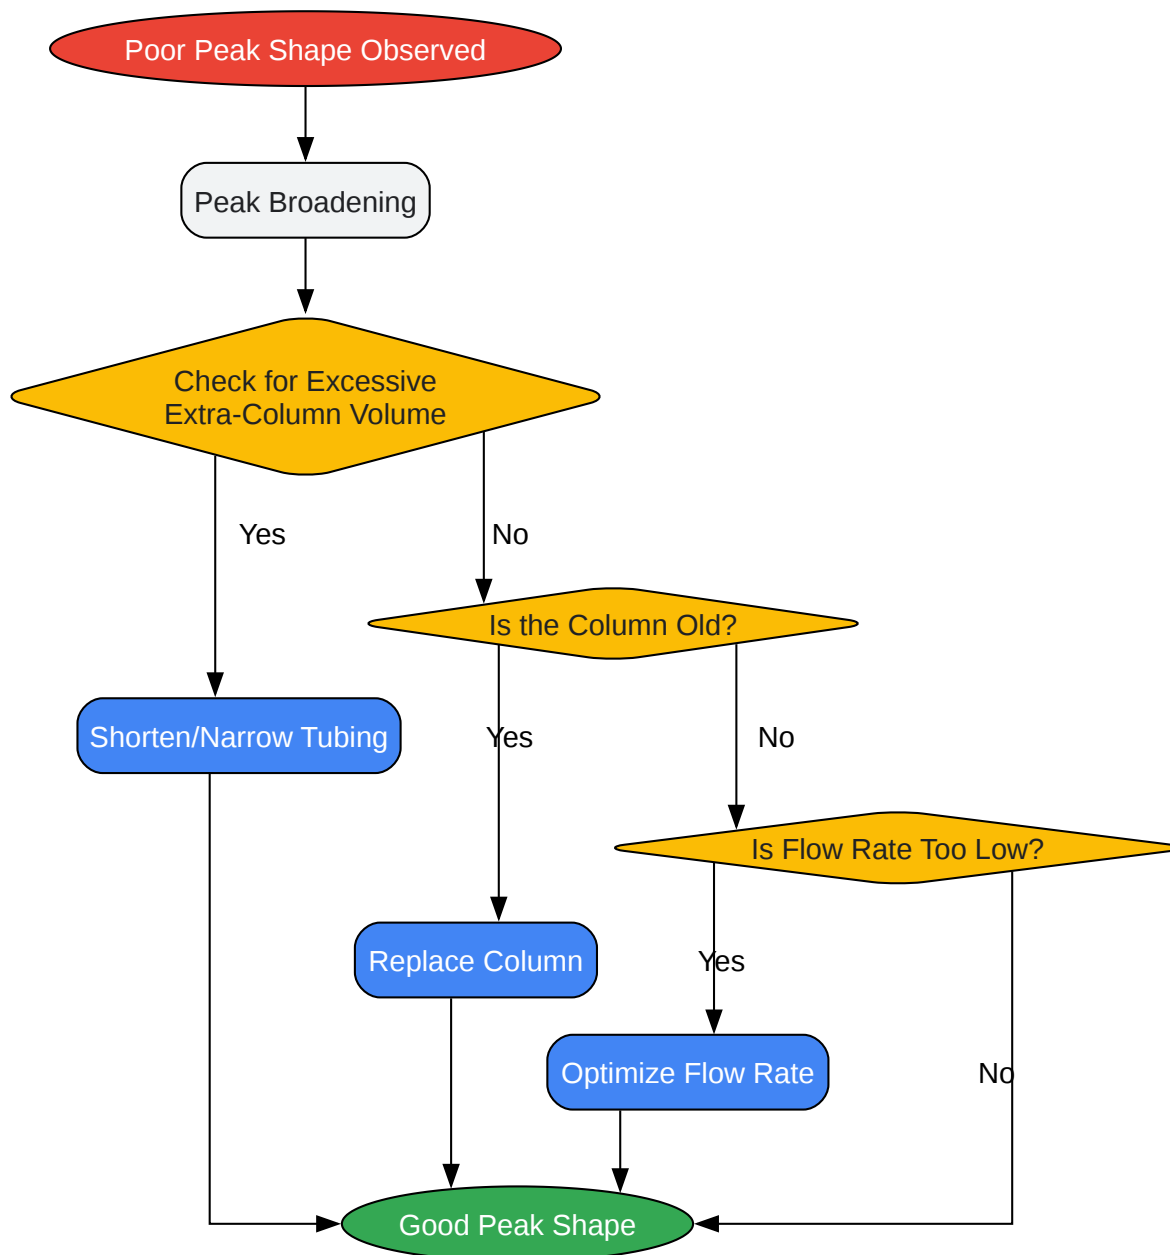 Poor Peak Shape Observed
Peak Broadening
Check for Excessive
Extra-Column Volume
Yes
No
Is the Column Old?
Shorten/Narrow Tubing
Yes
No
Is Flow Rate Too Low?
Replace Column
Yes
Optimize Flow Rate
No
Good Peak Shape